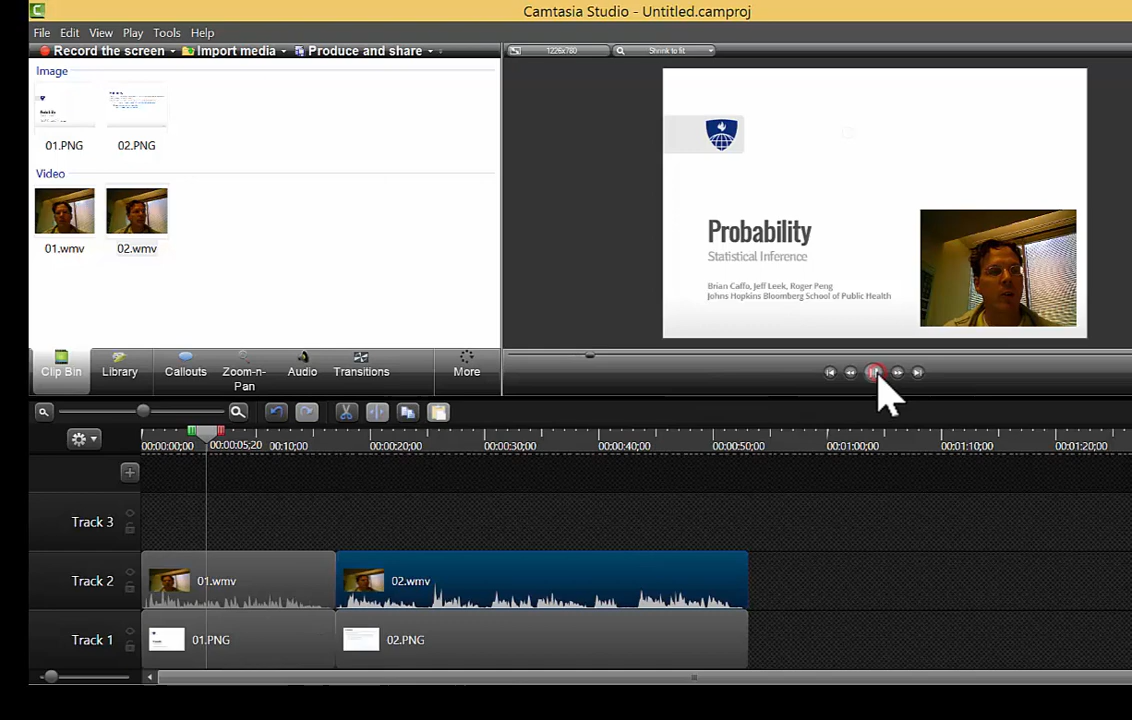 Camtasia Studio - Untitled.camproj
File Edit View Play Tools Help
Record the screen Import media Produce and share
1226x780 Shrink to fit
Image
01.PNG 02.PNG
Video
01.wmv 02.wmv
Probability
Statistical Inference
Brian Caffo, Jeff Leek, Roger Peng
Johns Hopkins Bloomberg School of Public Health
Clip Bin Library Callouts Zoom-n-Pan Audio Transitions More
00:00:00;00 00:00:05;20 00:10;00 00:00:20;00 00:00:30;00 00:00:40;00 00:00:50;00 00:01:00;00 00:01:10;00 00:01:20;00
Track 3
Track 2 01.wmv 02.wmv
Track 1 01.PNG 02.PNG